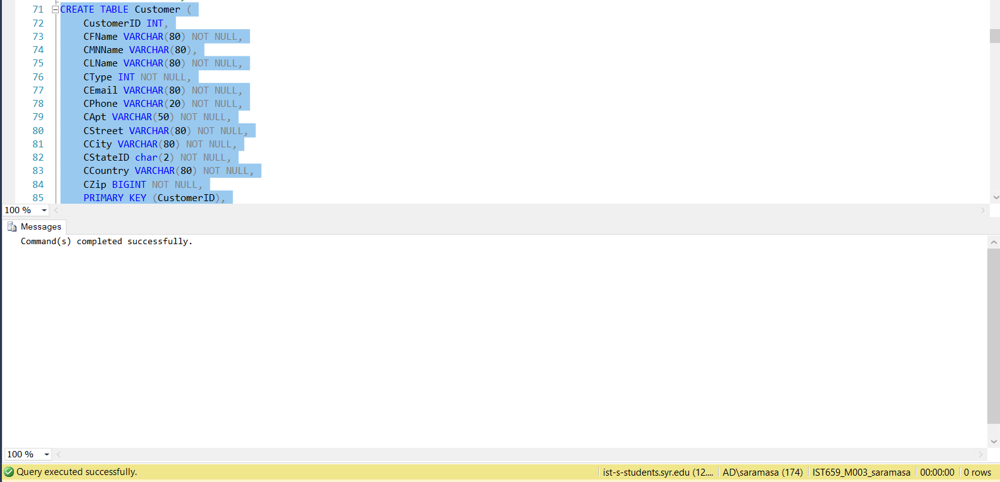 71 CREATE TABLE Customer (
72 CustomerID INT,
73 CFName VARCHAR(80) NOT NULL,
74 CMNName VARCHAR(80),
75 CLName VARCHAR(80) NOT NULL,
76 CType INT NOT NULL,
77 CEmail VARCHAR(80) NOT NULL,
78 CPhone VARCHAR(20) NOT NULL,
79 CApt VARCHAR(50) NOT NULL,
80 CStreet VARCHAR(80) NOT NULL,
81 CCity VARCHAR(80) NOT NULL,
82 CStateID char(2) NOT NULL,
83 CCountry VARCHAR(80) NOT NULL,
84 CZip BIGINT NOT NULL,
85 PRIMARY KEY (CustomerID),
100 %
Messages
Command(s) completed successfully.
100 %
Query executed successfully. ist-s-students.syr.edu (12.... AD\saramasa (174) IST659_M003_saramasa 00:00:00 0 rows